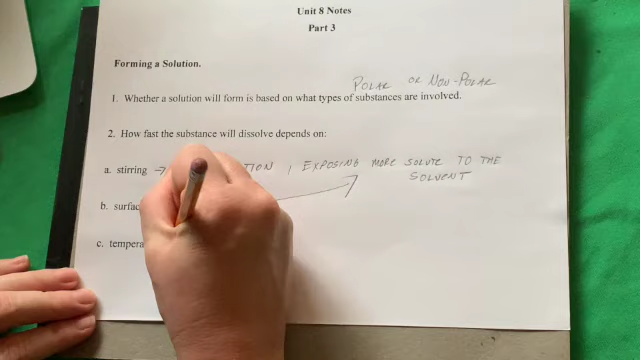 Unit 8 Notes
Part 3
Forming a Solution.
POLAR OR NON-POLAR
1. Whether a solution will form is based on what types of substances are involved.
2. How fast the substance will dissolve depends on:
a. stirring → TION , EXPOSING MORE SOLUTE TO THE
SOLVENT
b. surfac
c. tempera